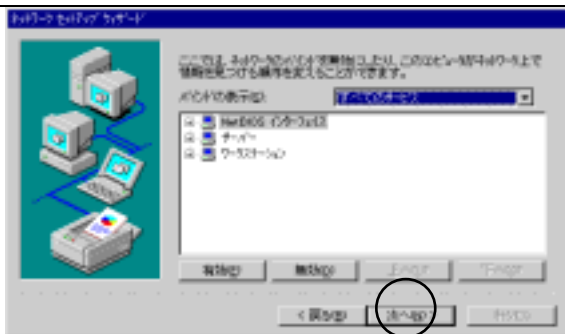 ネットワーク セットアップ ウィザード
ここでは、ネットワークのバインドを無効にしたり、このコンピュータがネットワーク上で
情報を見つける順序を変えることができます。
バインドの表示(S):
すべてのサービス
NetBIOS インターフェイス
サーバー
ワークステーション
有効(E)
無効(D)
上へ移動
下へ移動
< 戻る(B)
次へ(N) >
キャンセル